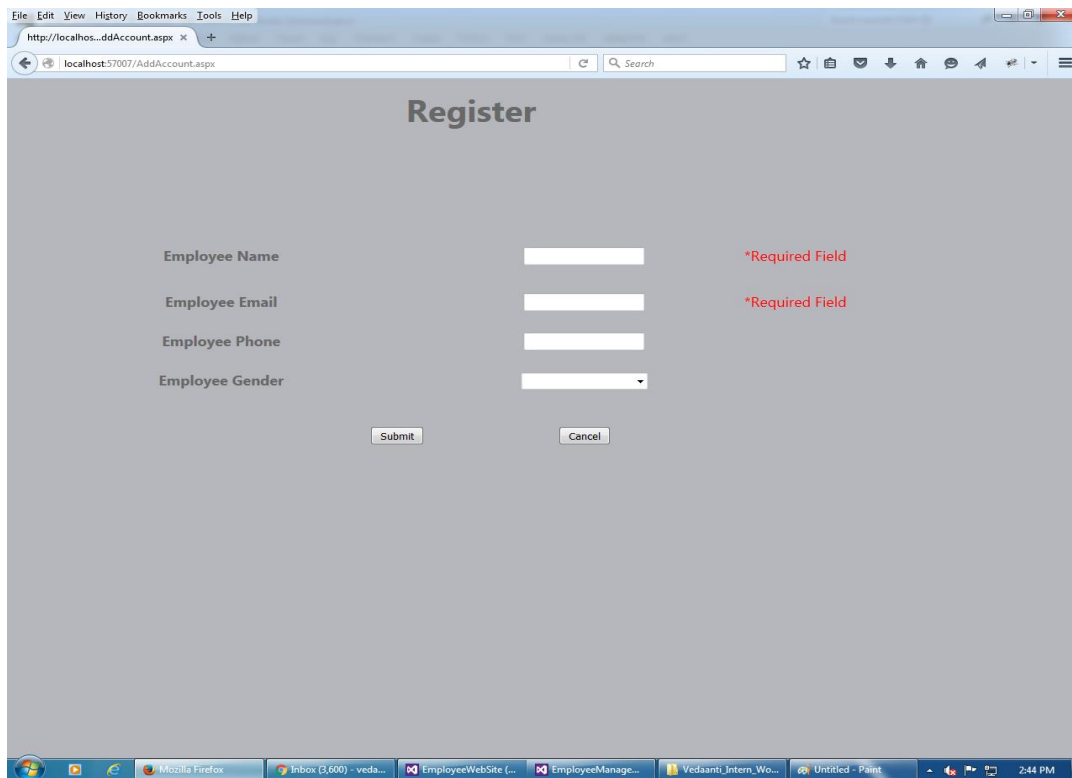 File Edit View History Bookmarks Tools Help
http://localhos...ddAccount.aspx × +
localhost:57007/AddAccount.aspx
Search
Register
Employee Name *Required Field
Employee Email *Required Field
Employee Phone
Employee Gender
Submit Cancel
Mozilla Firefox Inbox (3,600) - veda... EmployeeWebSite (... EmployeeManage... Vedaanti_Intern_Wo... Untitled - Paint 2:44 PM